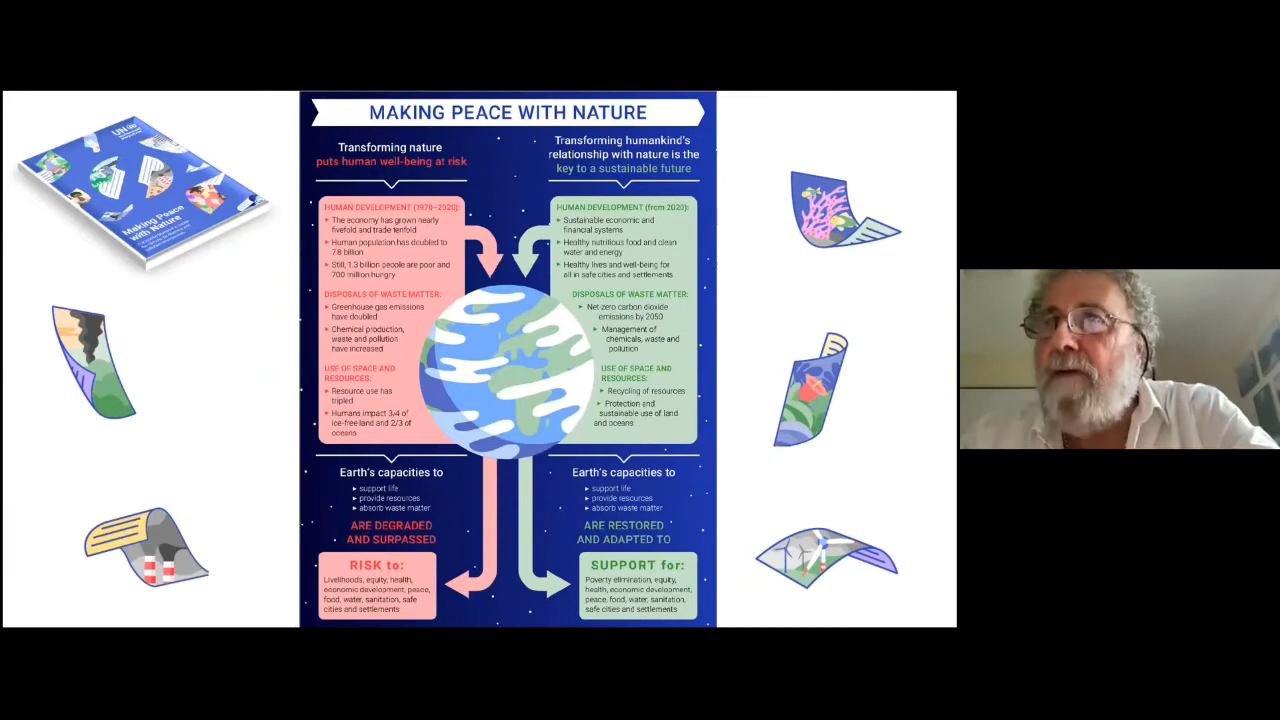 UN
Making Peace
with Nature
MAKING PEACE WITH NATURE
Transforming nature
puts human well-being at risk
HUMAN DEVELOPMENT (1970–2020):
The economy has grown nearly
fivefold and trade tenfold
Human population has doubled to
7.8 billion
Still, 1.3 billion people are poor and
700 million hungry
DISPOSALS OF WASTE MATTER:
Greenhouse gas emissions
have doubled
Chemical production,
waste and pollution
have increased
USE OF SPACE AND
RESOURCES:
Resource use has
tripled
Humans impact 3/4 of
ice-free land and 2/3 of
oceans
Earth's capacities to
support life
provide resources
absorb waste matter
ARE DEGRADED
AND SURPASSED
RISK to:
Livelihoods, equity, health,
economic development, peace,
food, water, sanitation, safe
cities and settlements
Transforming humankind's
relationship with nature is the
key to a sustainable future
HUMAN DEVELOPMENT (from 2020):
Sustainable economic and
financial systems
Healthy nutritious food and clean
water and energy
Healthy lives and well-being for
all in safe cities and settlements
DISPOSALS OF WASTE MATTER:
Net-zero carbon dioxide
emissions by 2050
Management of
chemicals, waste and
pollution
USE OF SPACE AND
RESOURCES:
Recycling of resources
Protection and
sustainable use of land
and oceans
Earth's capacities to
support life
provide resources
absorb waste matter
ARE RESTORED
AND ADAPTED TO
SUPPORT for:
Poverty elimination, equity,
health, economic development,
peace, food, water, sanitation,
safe cities and settlements